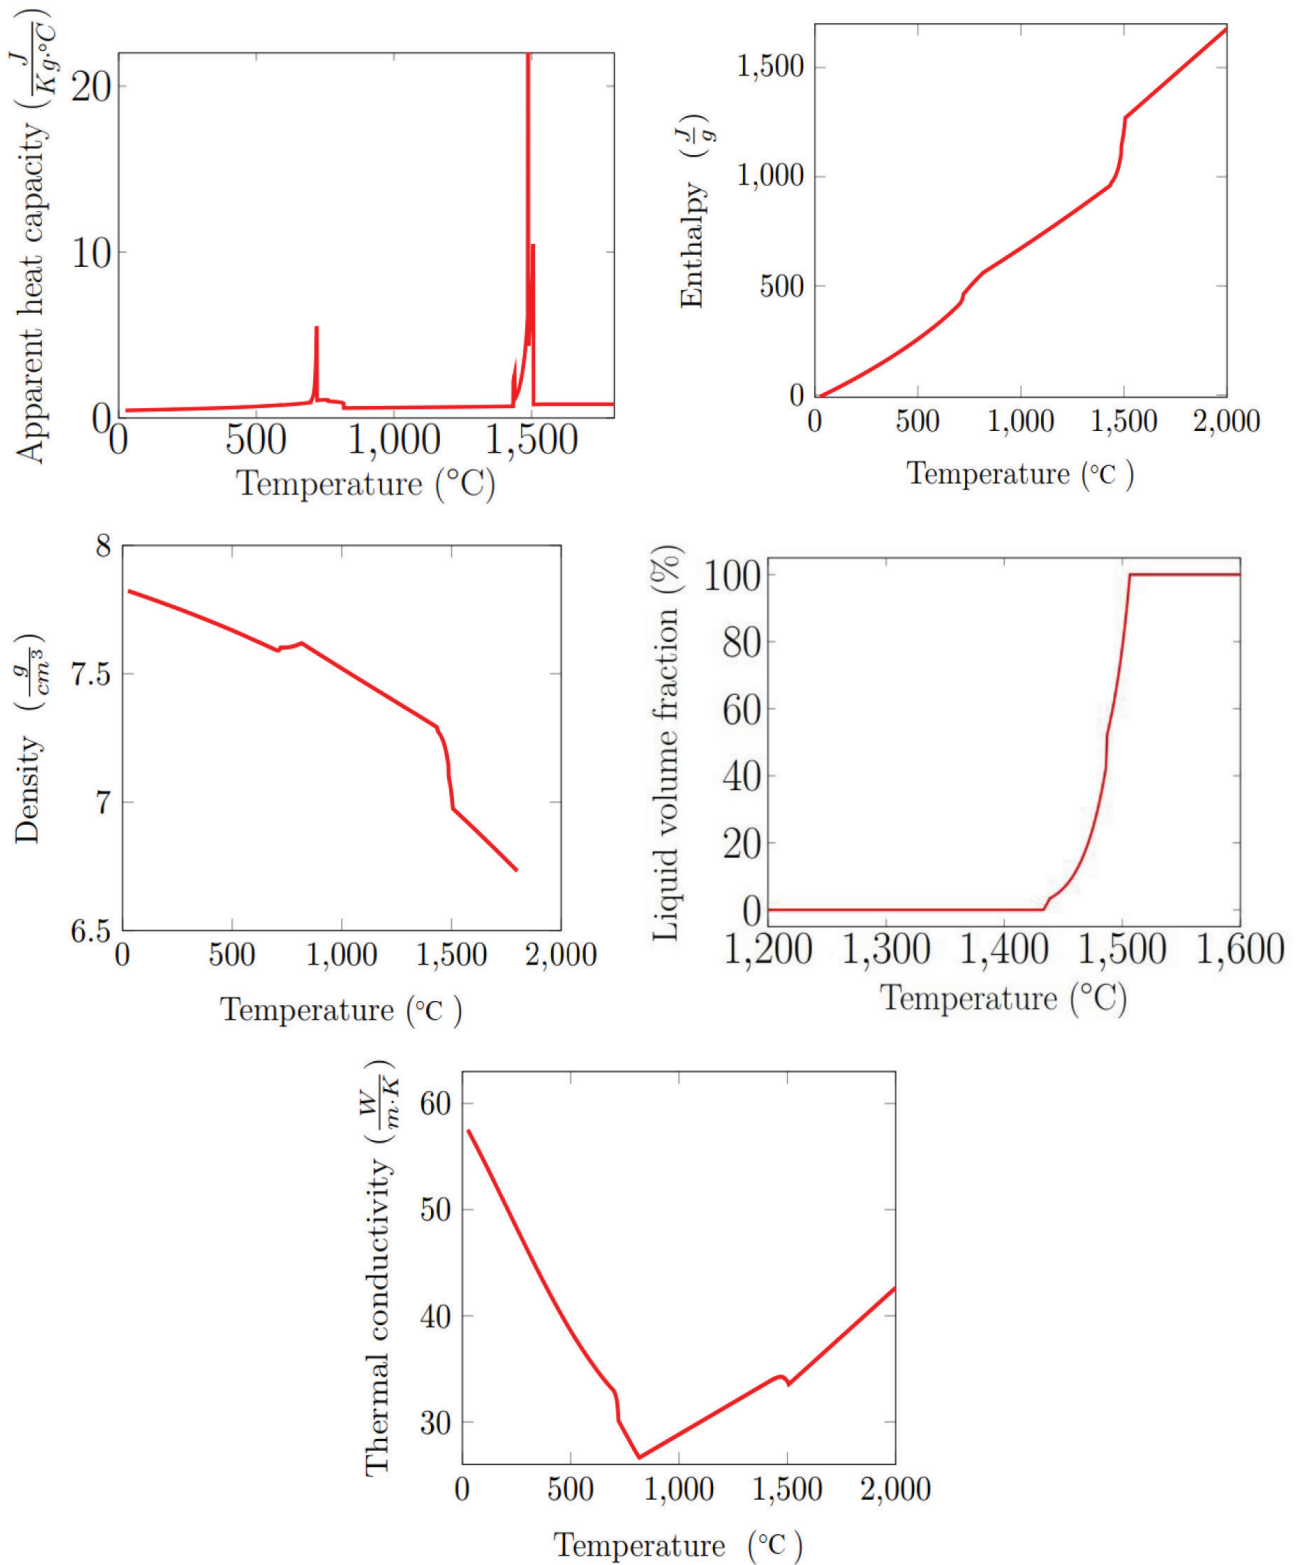 Apparent heat capacity (J/Kg·°C)
20
10
0
0 500 1,000 1,500
Temperature (°C)
Enthalpy (J/g)
1,500
1,000
500
0
0 500 1,000 1,500 2,000
Temperature (°C )
Density (g/cm³)
8
7.5
7
6.5
0 500 1,000 1,500 2,000
Temperature (°C )
Liquid volume fraction (%)
100
80
60
40
20
0
1,200 1,300 1,400 1,500 1,600
Temperature (°C)
Thermal conductivity (W/m·K)
60
50
40
30
0 500 1,000 1,500 2,000
Temperature (°C )